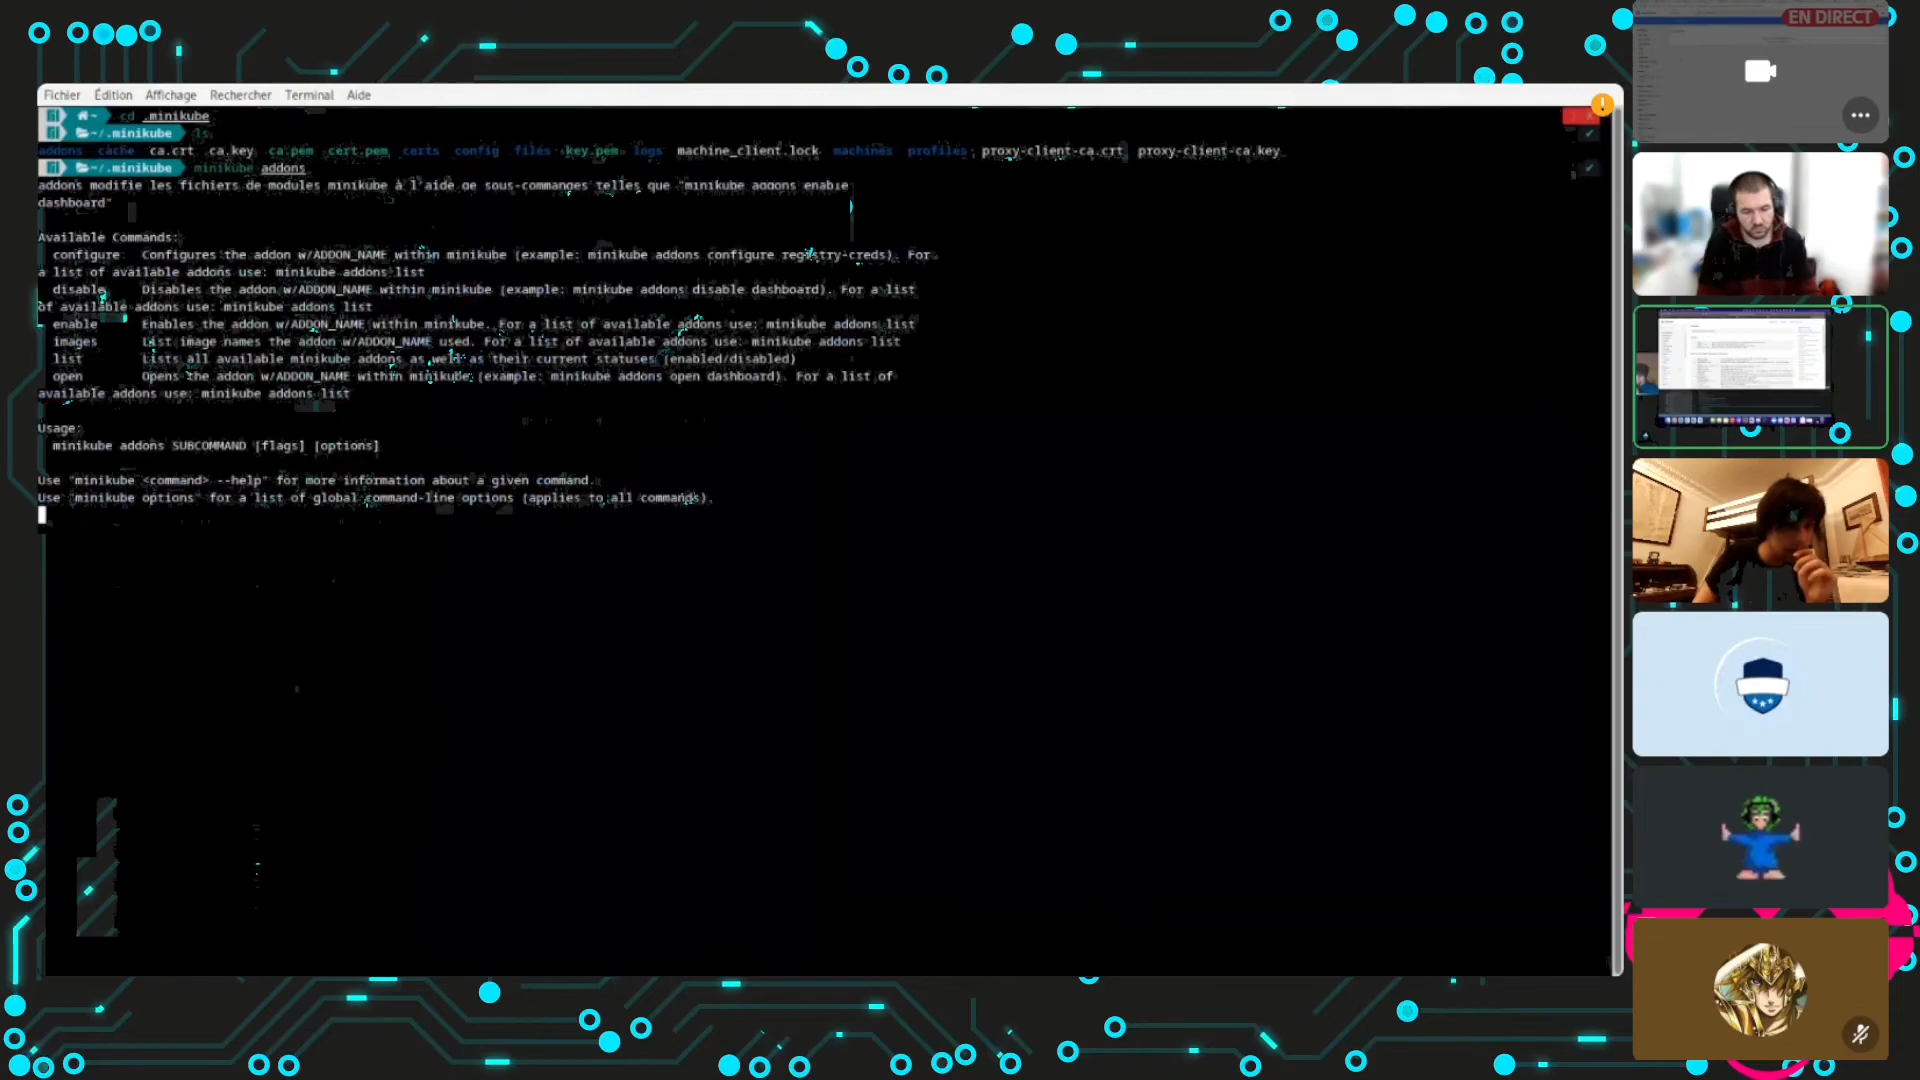 EN DIRECT
Fichier Édition Affichage Rechercher Terminal Aide
~ cd .minikube
~/.minikube ls
addons cache ca.crt ca.key ca.pem cert.pem certs config files key.pem logs machine_client.lock machines profiles proxy-client-ca.crt proxy-client-ca.key
~/.minikube minikube addons
addons modifie les fichiers de modules minikube à l'aide de sous-commandes telles que "minikube addons enable
dashboard"
Available Commands:
configure Configures the addon w/ADDON_NAME within minikube (example: minikube addons configure registry-creds). For
a list of available addons use: minikube addons list
disable Disables the addon w/ADDON_NAME within minikube (example: minikube addons disable dashboard). For a list
of available addons use: minikube addons list
enable Enables the addon w/ADDON_NAME within minikube. For a list of available addons use: minikube addons list
images List image names the addon w/ADDON_NAME used. For a list of available addons use: minikube addons list
list Lists all available minikube addons as well as their current statuses (enabled/disabled)
open Opens the addon w/ADDON_NAME within minikube (example: minikube addons open dashboard). For a list of
available addons use: minikube addons list
Usage:
minikube addons SUBCOMMAND [flags] [options]
Use "minikube <command> --help" for more information about a given command.
Use "minikube options" for a list of global command-line options (applies to all commands).